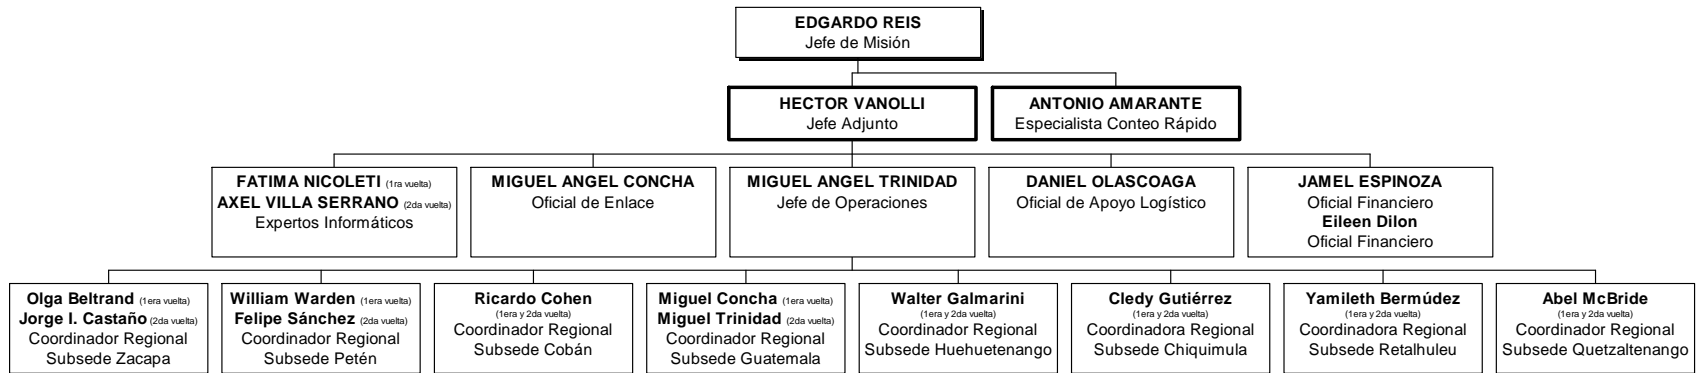 EDGARDO REIS
Jefe de Misión
HECTOR VANOLLI
Jefe Adjunto
ANTONIO AMARANTE
Especialista Conteo Rápido
FATIMA NICOLETI (1ra vuelta)
AXEL VILLA SERRANO (2da vuelta)
Expertos Informáticos
MIGUEL ANGEL CONCHA
Oficial de Enlace
MIGUEL ANGEL TRINIDAD
Jefe de Operaciones
DANIEL OLASCOAGA
Oficial de Apoyo Logístico
JAMEL ESPINOZA
Oficial Financiero
Eileen Dilon
Oficial Financiero
Olga Beltrand (1era vuelta)
Jorge I. Castaño (2da vuelta)
Coordinador Regional
Subsede Zacapa
William Warden (1era vuelta)
Felipe Sánchez (2da vuelta)
Coordinador Regional
Subsede Petén
Ricardo Cohen
(1era y 2da vuelta)
Coordinador Regional
Subsede Cobán
Miguel Concha (1era vuelta)
Miguel Trinidad (2da vuelta)
Coordinador Regional
Subsede Guatemala
Walter Galmarini
(1era y 2da vuelta)
Coordinador Regional
Subsede Huehuetenango
Cledy Gutiérrez
(1era y 2da vuelta)
Coordinadora Regional
Subsede Chiquimula
Yamileth Bermúdez
(1era y 2da vuelta)
Coordinadora Regional
Subsede Retalhuleu
Abel McBride
(1era y 2da vuelta)
Coordinador Regional
Subsede Quetzaltenango